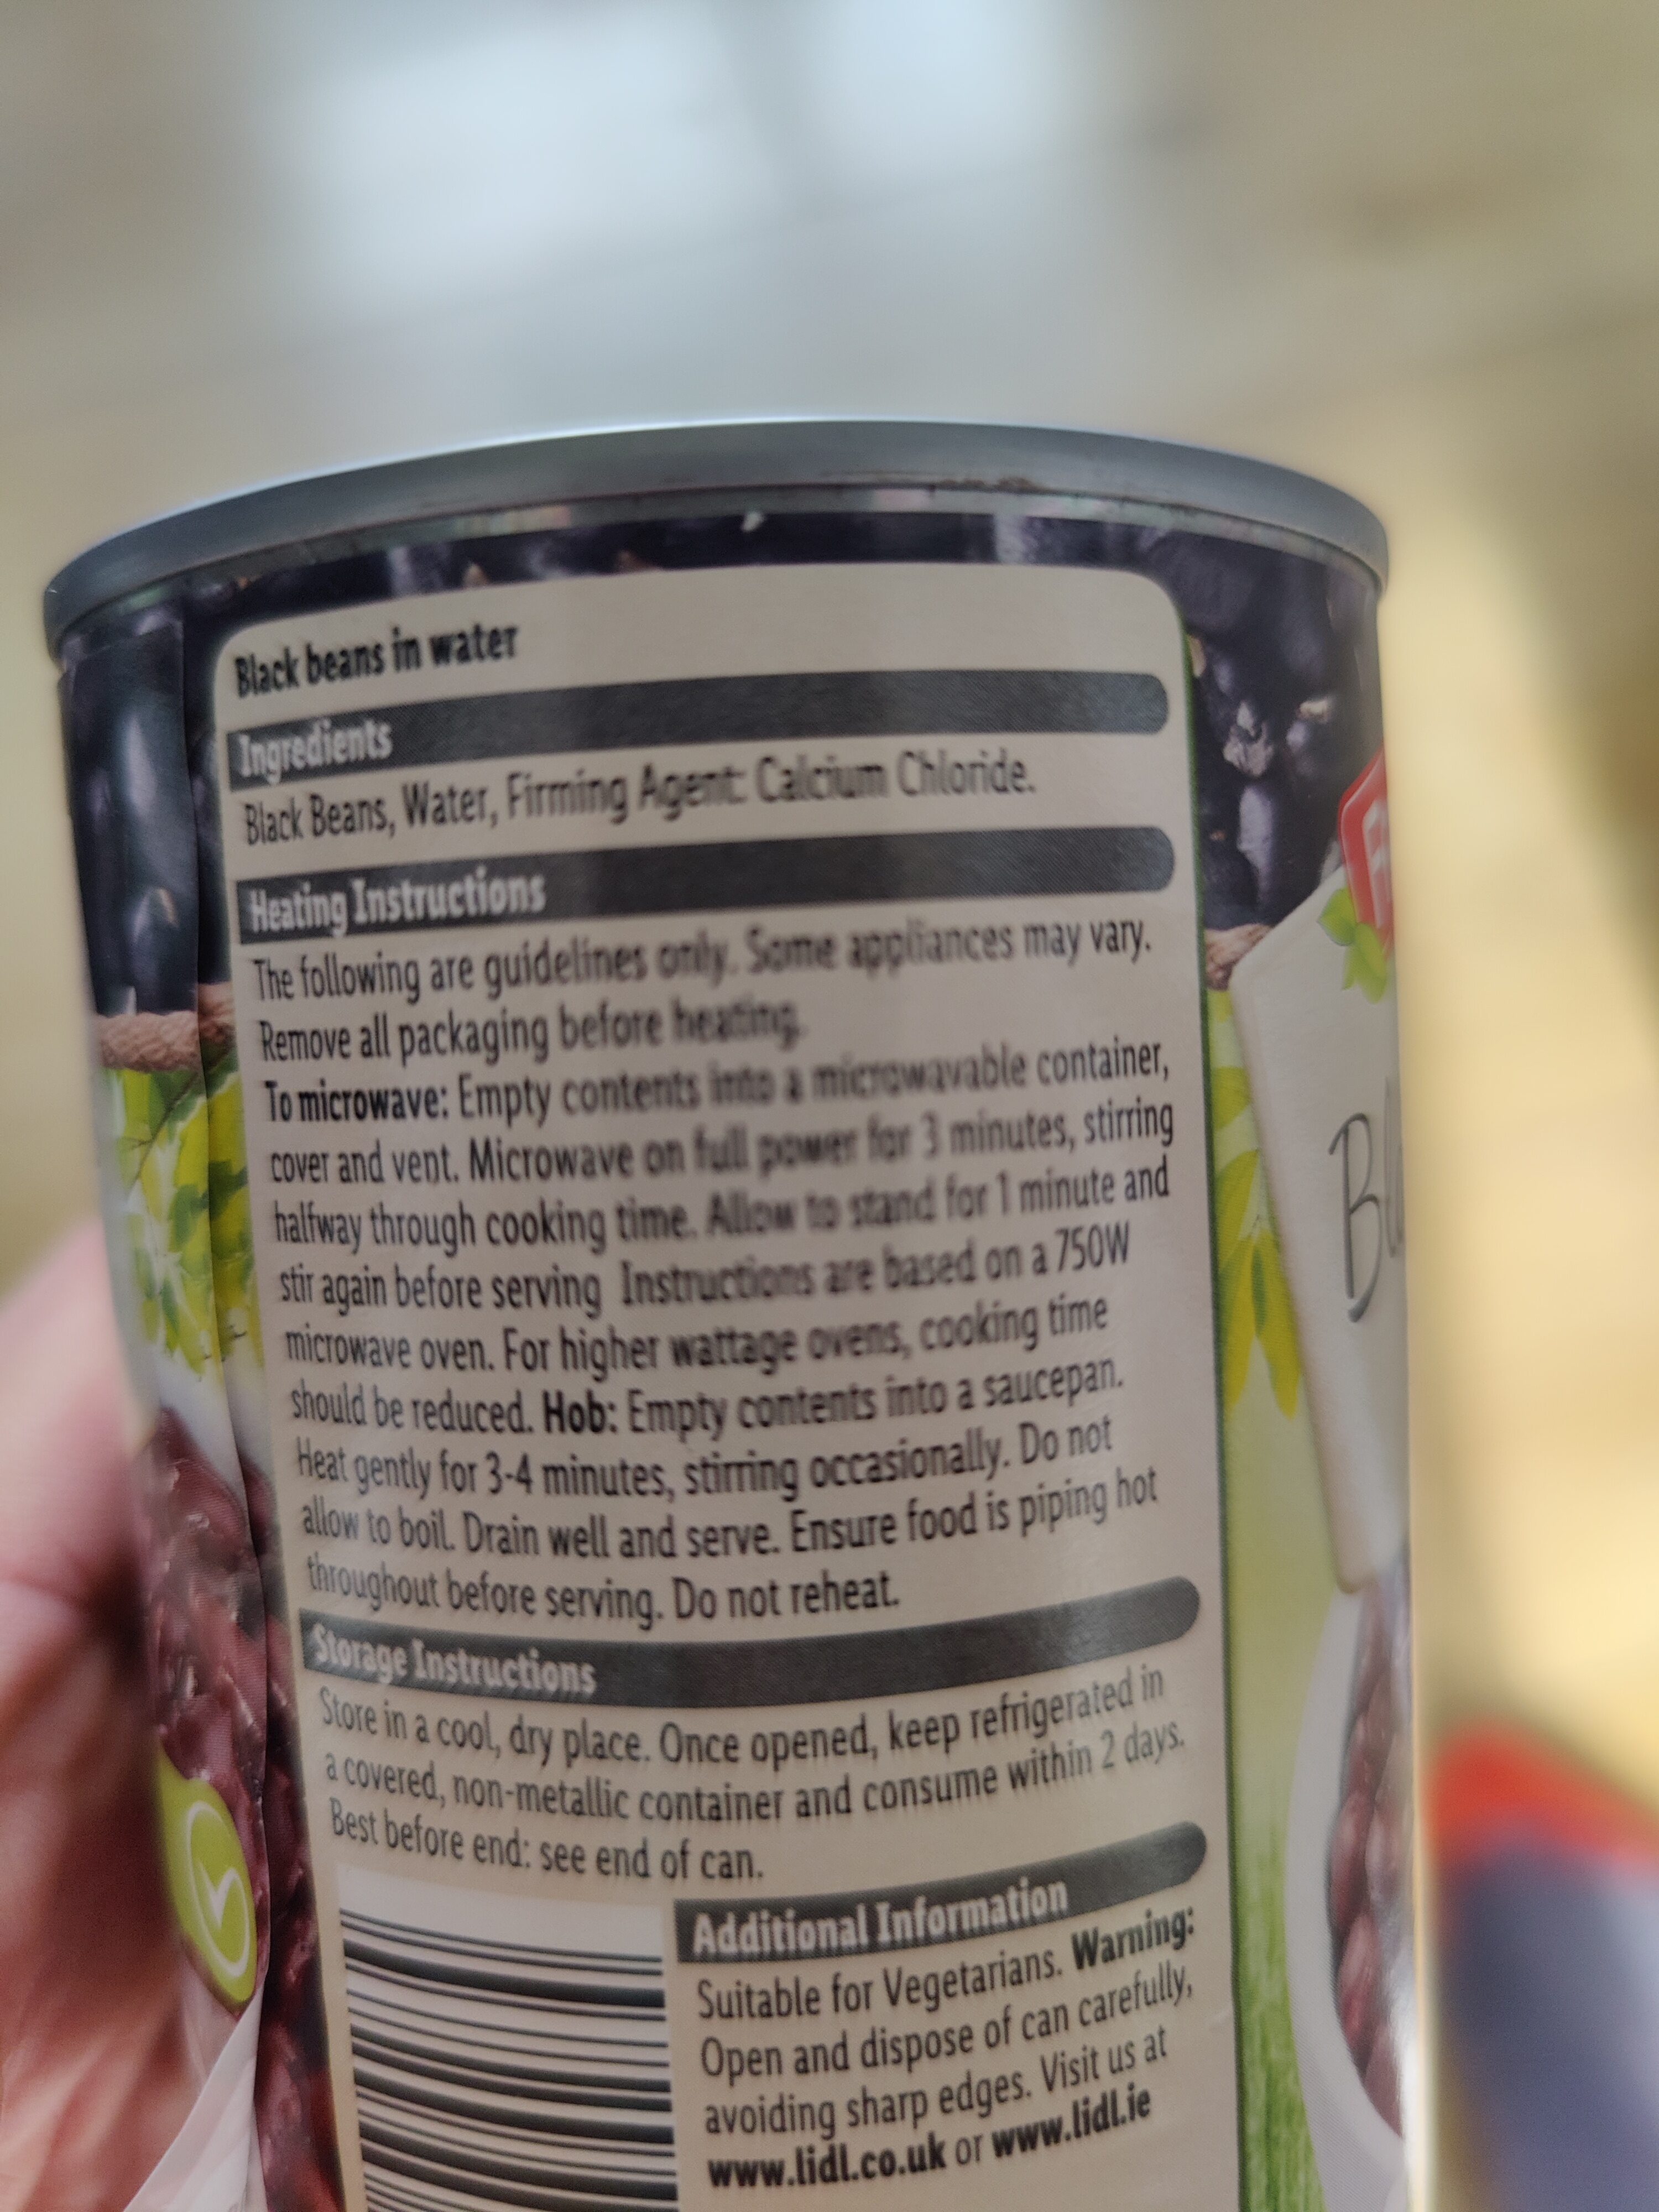 Black beans in water
Ingredients
Black Beans, Water, Firming Agent: Calcium Chloride.
Heating Instructions
The following are guidelines only. Some appliances may vary.
Remove all packaging before heating.
To microwave: Empty contents into a microwavable container,
cover and vent. Microwave on full power for 3 minutes, stirring
halfway through cooking time. Allow to stand for 1 minute and
stir again before serving Instructions are based on a 750W
microwave oven. For higher wattage ovens, cooking time
should be reduced. Hob: Empty contents into a saucepan.
Heat gently for 3-4 minutes, stirring occasionally. Do not
allow to boil. Drain well and serve. Ensure food is piping hot
throughout before serving. Do not reheat.
Storage Instructions
Store in a cool, dry place. Once opened, keep refrigerated in
a covered, non-metallic container and consume within 2 days.
Best before end: see end of can.
Additional Information
Suitable for Vegetarians. Warning:
Open and dispose of can carefully,
avoiding sharp edges. Visit us at
www.lidl.co.uk or www.lidl.ie